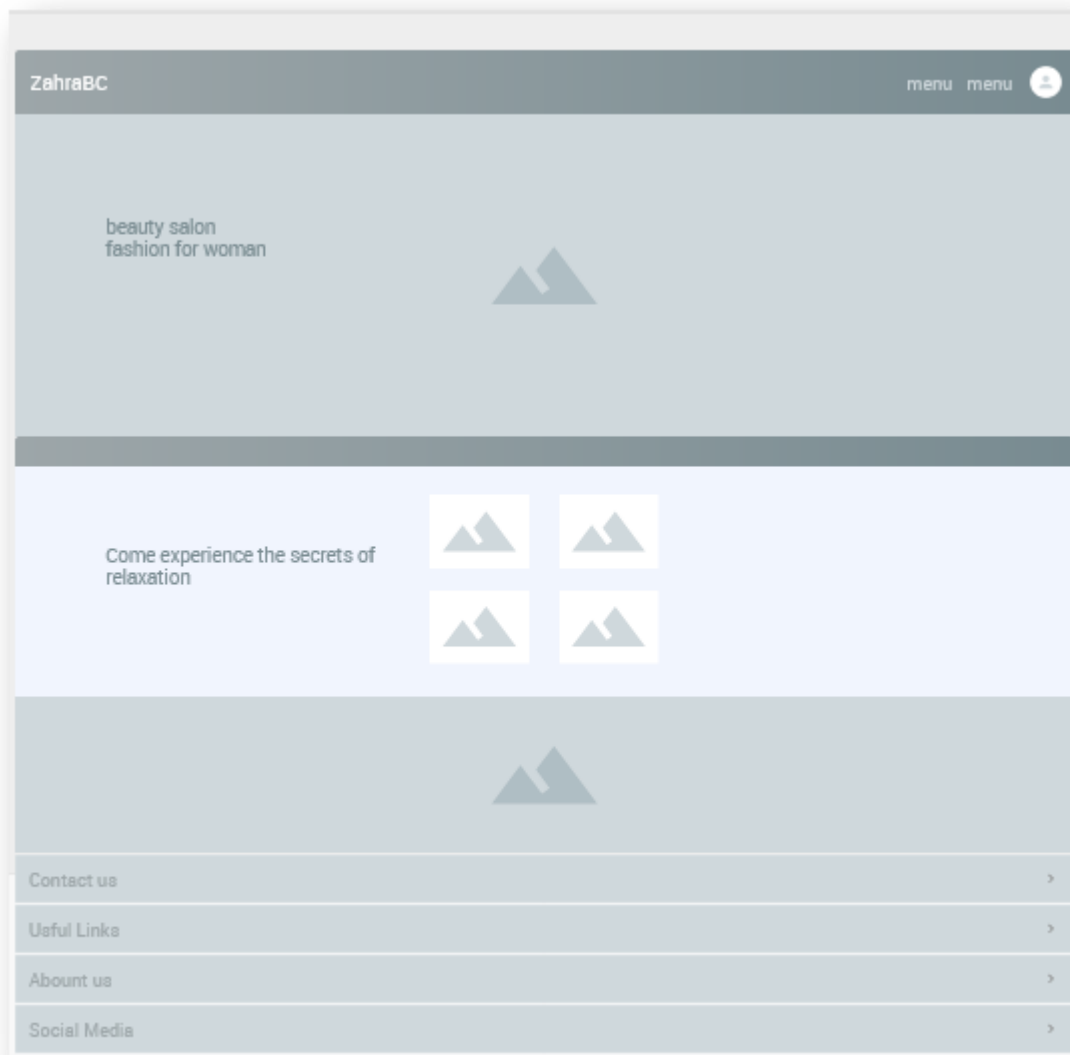 ZahraBC
menu menu
beauty salon
fashion for woman
Come experience the secrets of
relaxation
Contact us
Usful Links
Abount us
Social Media